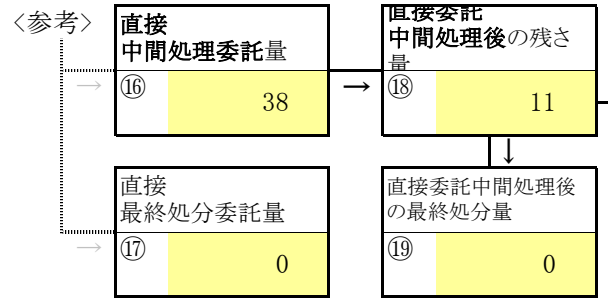 〈参考〉
直接
中間処理委託量
直接委託
中間処理後の残さ
量
→
⑯
38
→
⑱
11
↓
直接
最終処分委託量
直接委託中間処理後
の最終処分量
→
⑰
0
⑲
0